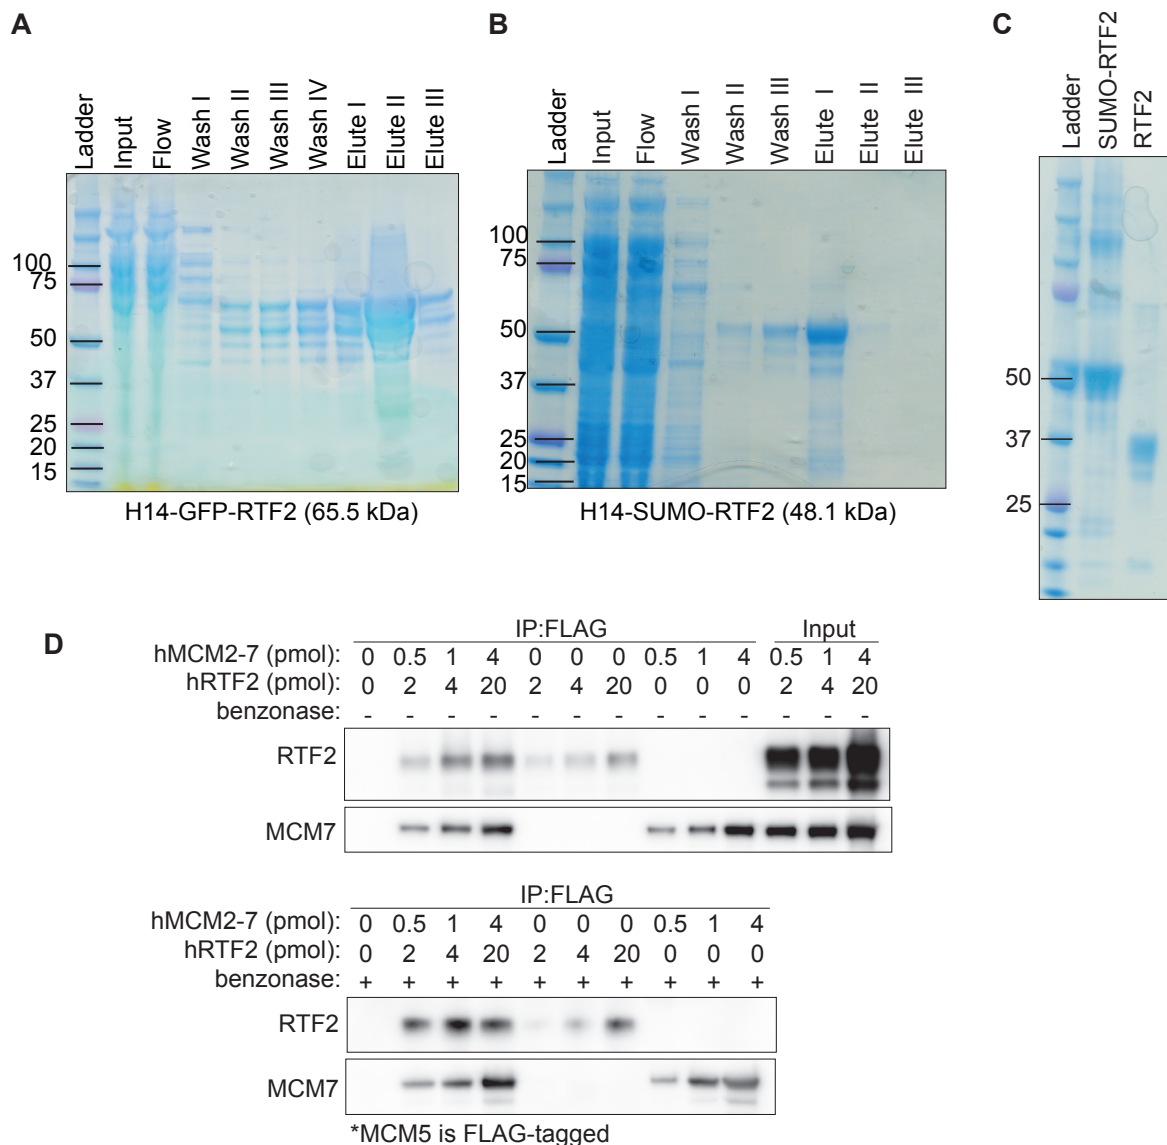 A
Ladder
Input
Flow
Wash I
Wash II
Wash III
Wash IV
Elute I
Elute II
Elute III
100
75
50
37
25
20
15
H14-GFP-RTF2 (65.5 kDa)
B
Ladder
Input
Flow
Wash I
Wash II
Wash III
Elute I
Elute II
Elute III
100
75
50
37
25
20
15
H14-SUMO-RTF2 (48.1 kDa)
C
Ladder
SUMO-RTF2
RTF2
50
37
25
D
IP:FLAG Input
hMCM2-7 (pmol): 0 0.5 1 4 0 0 0 0.5 1 4 0.5 1 4
hRTF2 (pmol): 0 2 4 20 2 4 20 0 0 0 2 4 20
benzonase: - - - - - - - - - - - - -
RTF2
MCM7
IP:FLAG
hMCM2-7 (pmol): 0 0.5 1 4 0 0 0 0.5 1 4
hRTF2 (pmol): 0 2 4 20 2 4 20 0 0 0
benzonase: + + + + + + + + + +
RTF2
MCM7
*MCM5 is FLAG-tagged